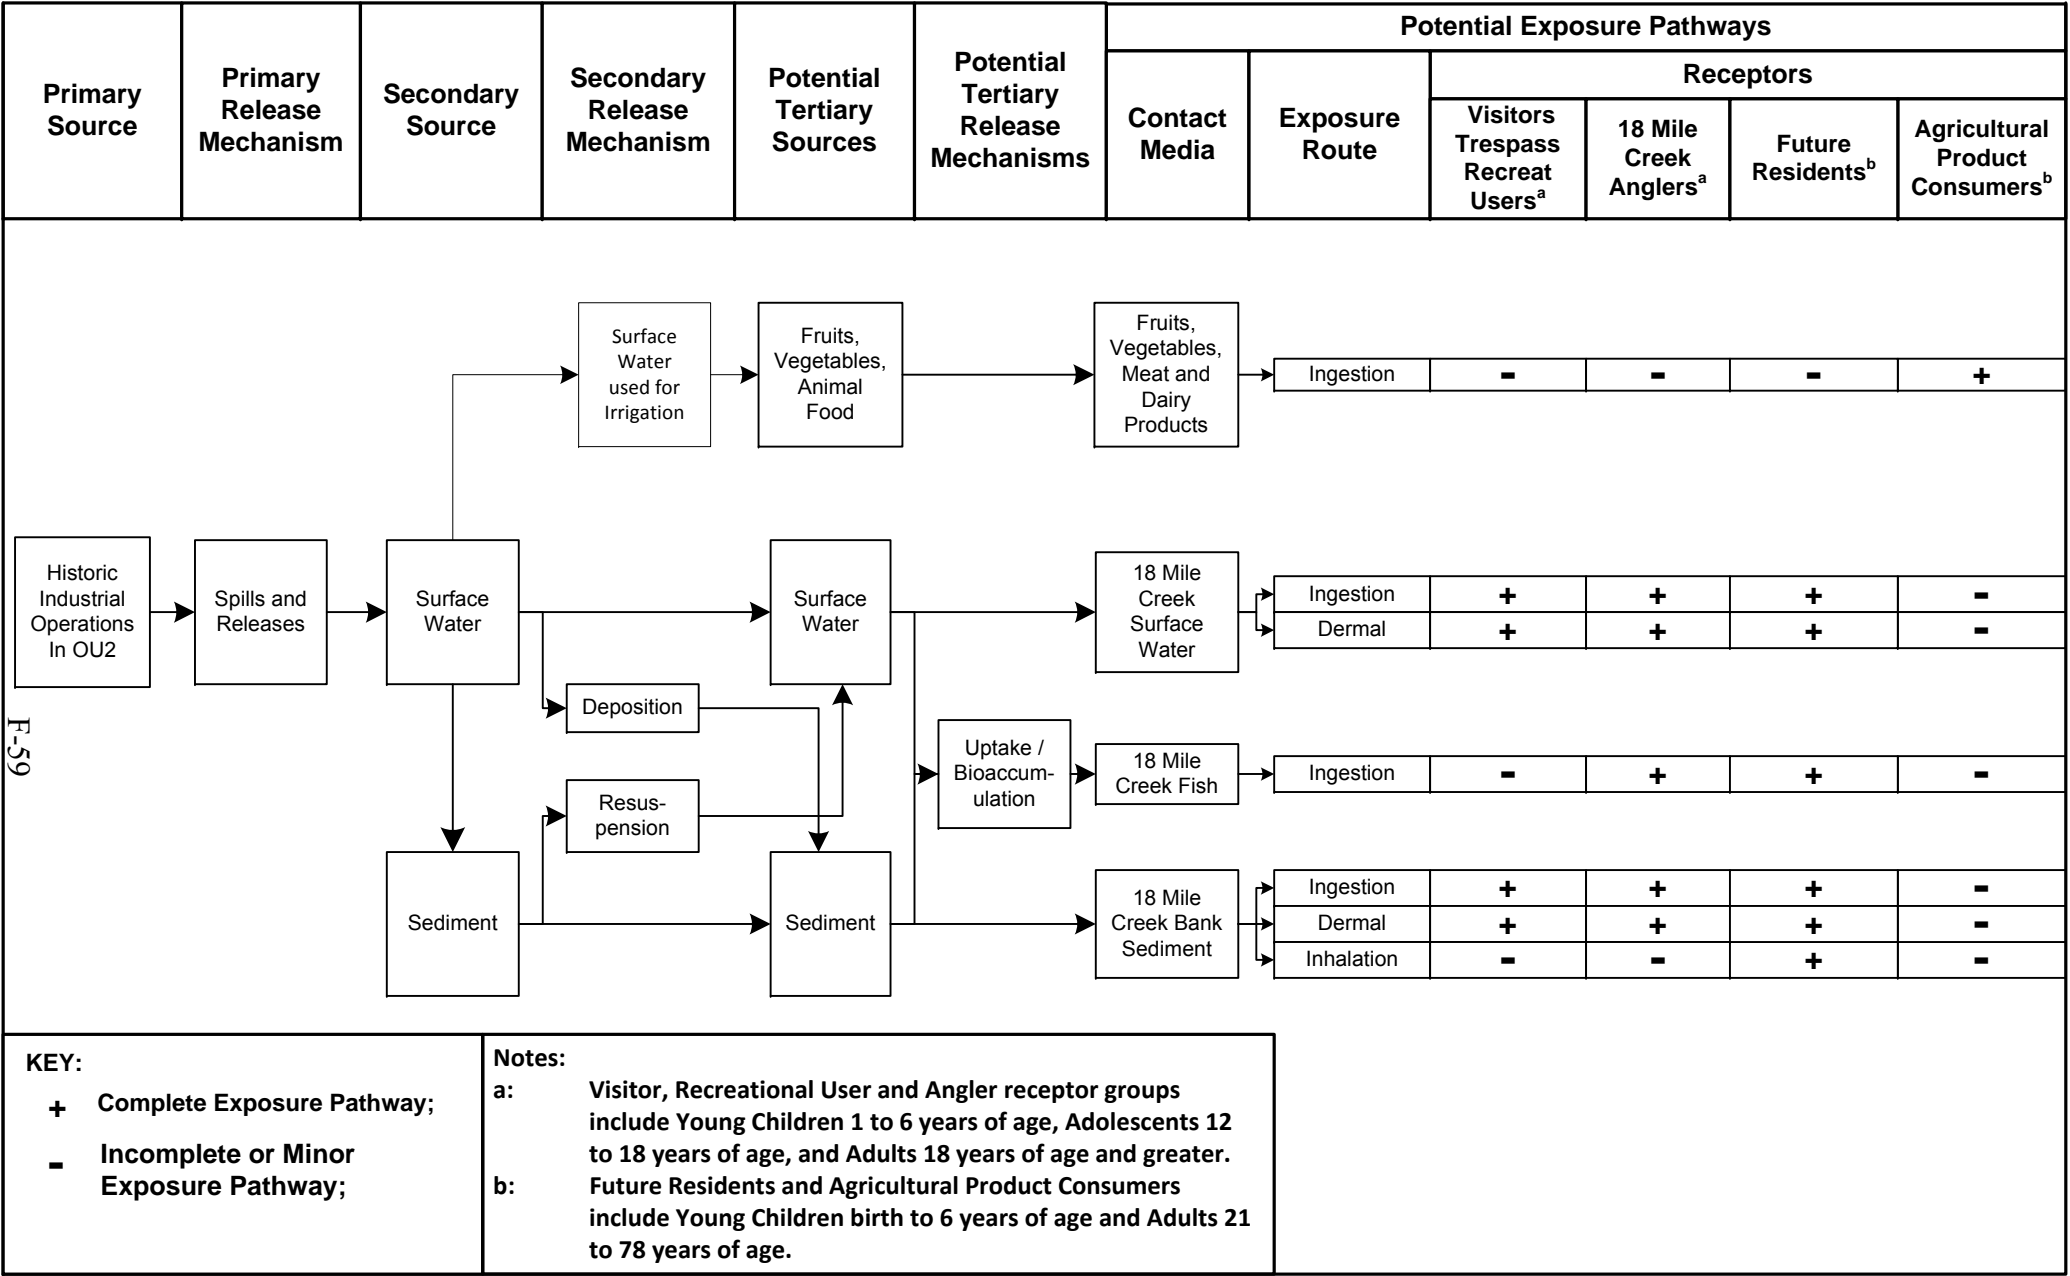 Potential Exposure Pathways
Primary
Source
Primary
Release
Mechanism
Secondary
Source
Secondary
Release
Mechanism
Potential
Tertiary
Sources
Potential
Tertiary
Release
Mechanisms
Contact
Media
Exposure
Route
Receptors
Visitors
Trespass
Recreat
Users^a
18 Mile
Creek
Anglers^a
Future
Residents^b
Agricultural
Product
Consumers^b
Surface
Water
used for
Irrigation
Fruits,
Vegetables,
Animal
Food
Fruits,
Vegetables,
Meat and
Dairy
Products
Ingestion - - - +
Historic
Industrial
Operations
In OU2
Spills and
Releases
Surface
Water
Surface
Water
18 Mile
Creek
Surface
Water
Ingestion + + + -
Dermal + + + -
Deposition
Uptake /
Bioaccum-
ulation
18 Mile
Creek Fish
Ingestion - + + -
Resus-
pension
Sediment
Sediment
18 Mile
Creek Bank
Sediment
Ingestion + + + -
Dermal + + + -
Inhalation - - + -
F-59
KEY:
+ Complete Exposure Pathway;
- Incomplete or Minor
Exposure Pathway;
Notes:
a: Visitor, Recreational User and Angler receptor groups
include Young Children 1 to 6 years of age, Adolescents 12
to 18 years of age, and Adults 18 years of age and greater.
b: Future Residents and Agricultural Product Consumers
include Young Children birth to 6 years of age and Adults 21
to 78 years of age.